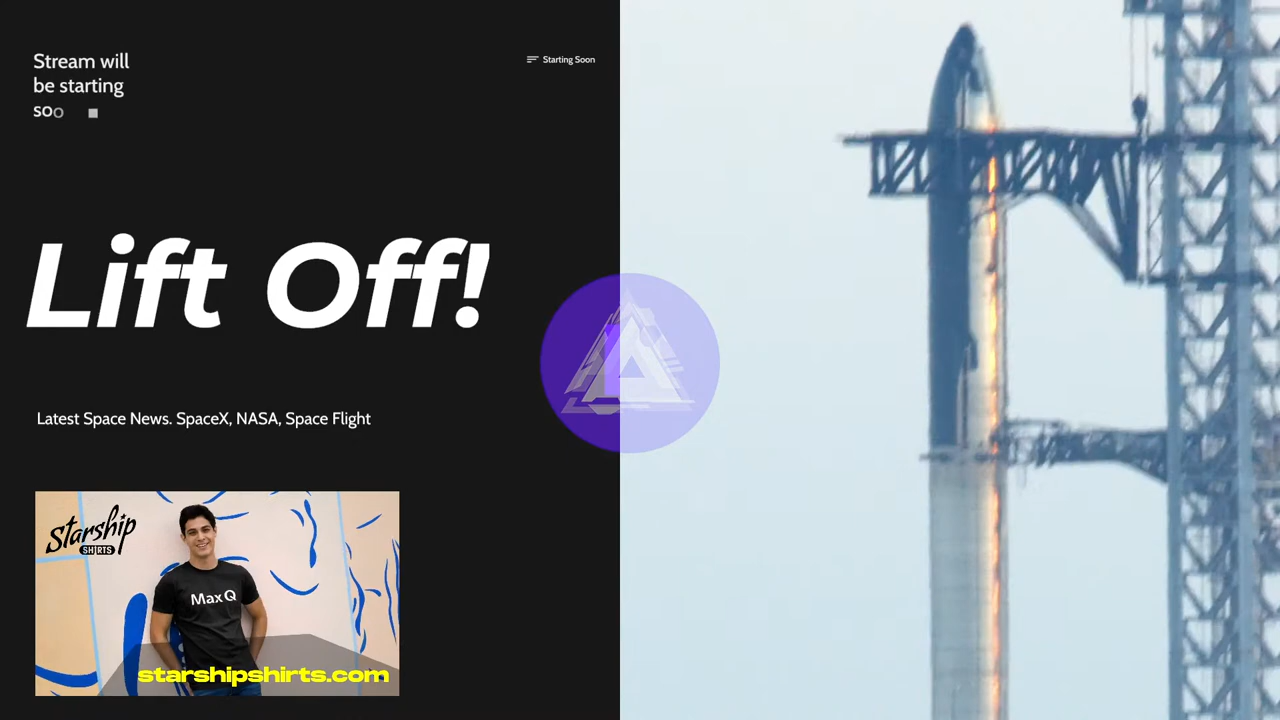 Stream will
be starting
soo
Starting Soon
Lift Off!
Latest Space News. SpaceX, NASA, Space Flight
Starship
SHIRTS
Max Q
starshipshirts.com